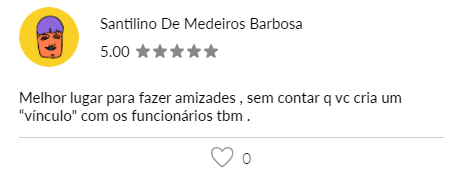 Santilino De Medeiros Barbosa
5.00
Melhor lugar para fazer amizades , sem contar q vc cria um
“vínculo" com os funcionários tbm .
0